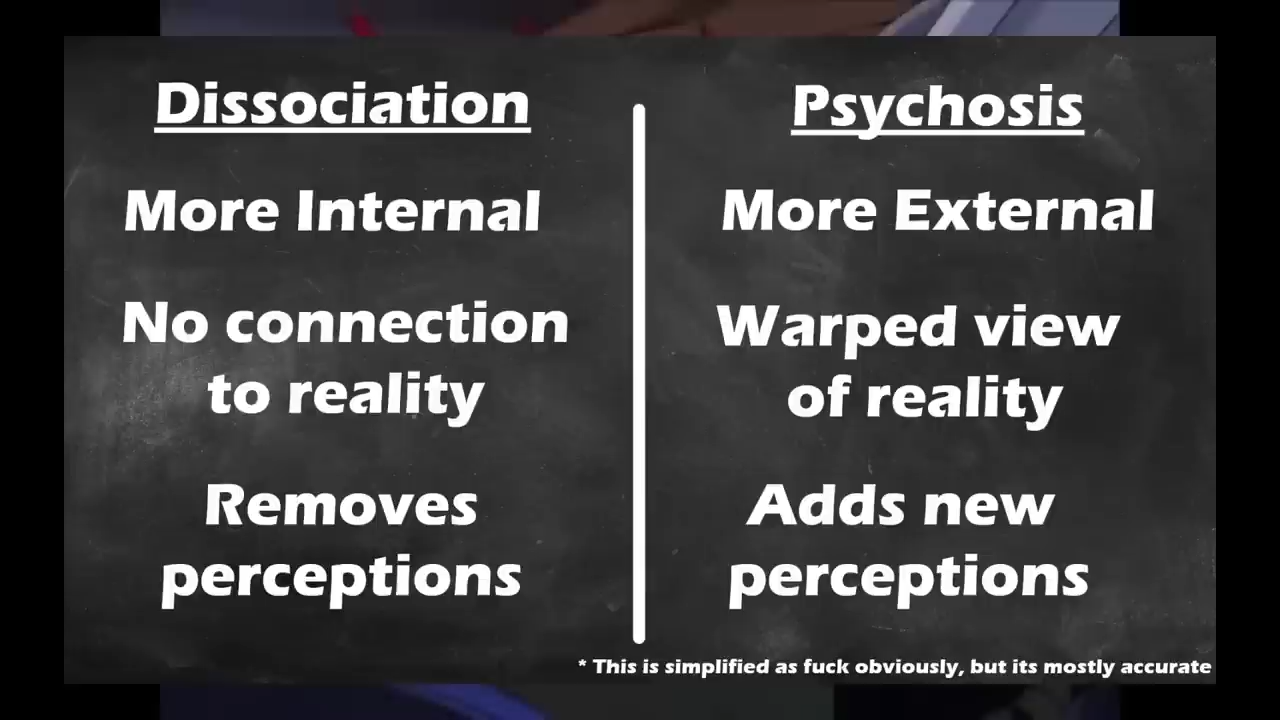 Dissociation
More Internal
No connection
to reality
Removes
perceptions
Psychosis
More External
Warped view
of reality
Adds new
perceptions
* This is simplified as fuck obviously, but its mostly accurate